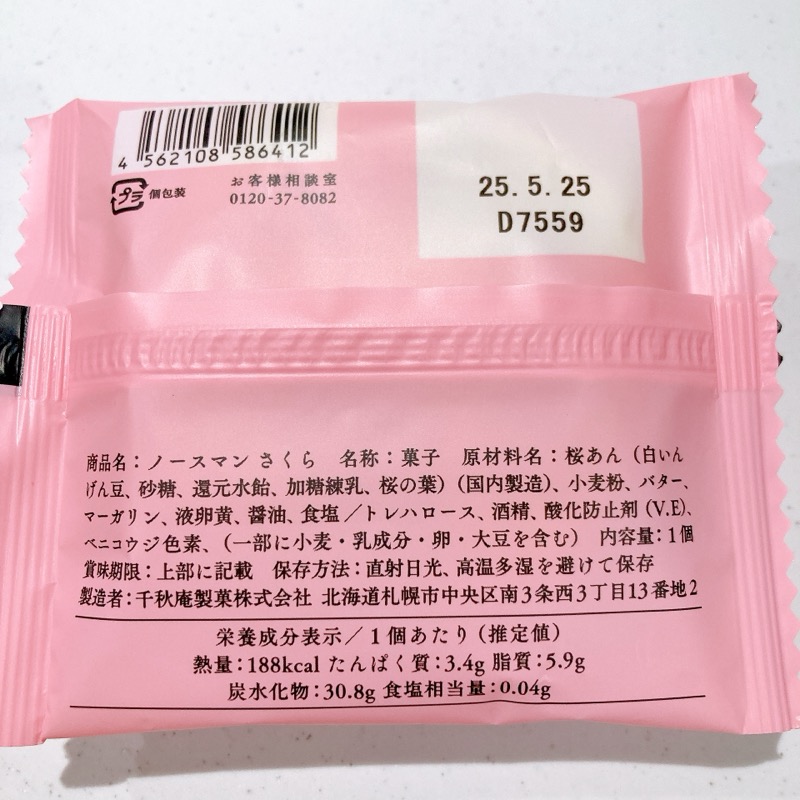 4 562108 586412
プラ 個包装
お客様相談室
0120-37-8082
25.5.25
D7559
商品名：ノースマン さくら　名称：菓子　原材料名：桜あん（白いん
げん豆、砂糖、還元水飴、加糖練乳、桜の葉）（国内製造）、小麦粉、バター、
マーガリン、液卵黄、醤油、食塩／トレハロース、酒精、酸化防止剤（V.E）、
ベニコウジ色素、（一部に小麦・乳成分・卵・大豆を含む）　内容量：1個
賞味期限：上部に記載　保存方法：直射日光、高温多湿を避けて保存
製造者：千秋庵製菓株式会社 北海道札幌市中央区南3条西3丁目13番地2
栄養成分表示／1個あたり（推定値）
熱量：188kcal たんぱく質：3.4g 脂質：5.9g
炭水化物：30.8g 食塩相当量：0.04g